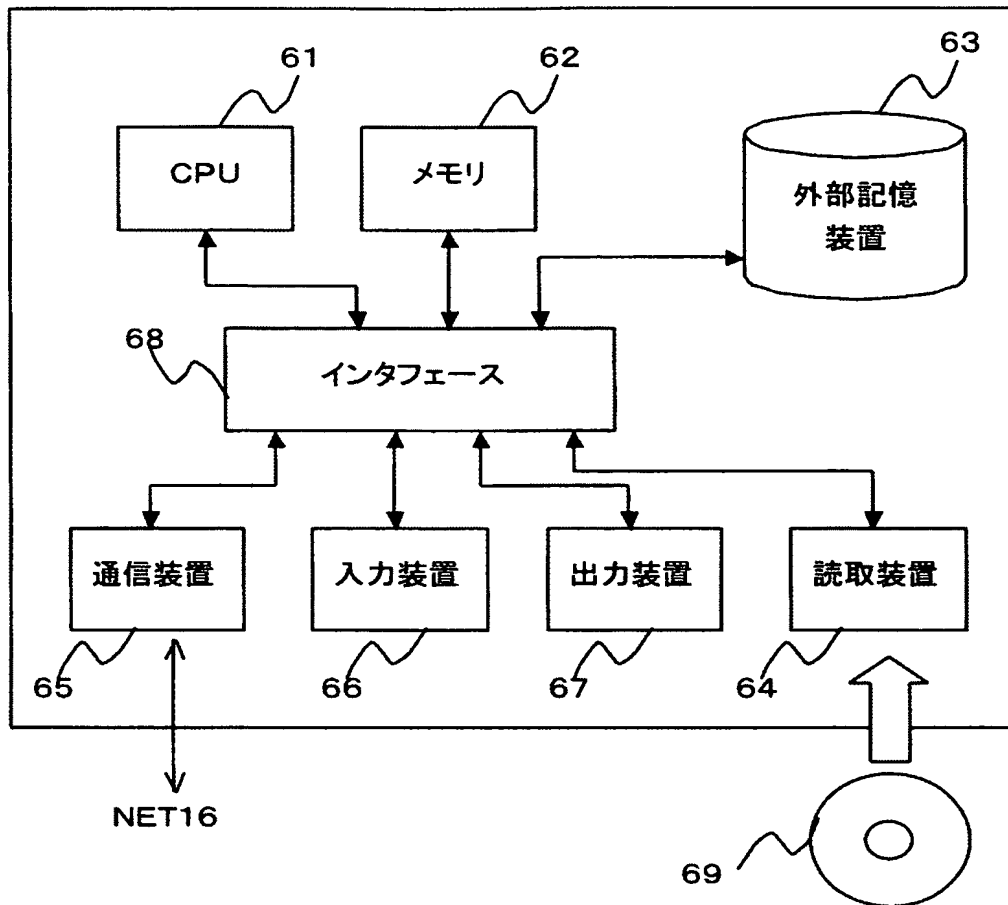 61
62
63
CPU
メモリ
外部記憶
装置
68
インタフェース
通信装置
入力装置
出力装置
読取装置
65
66
67
64
NET16
69